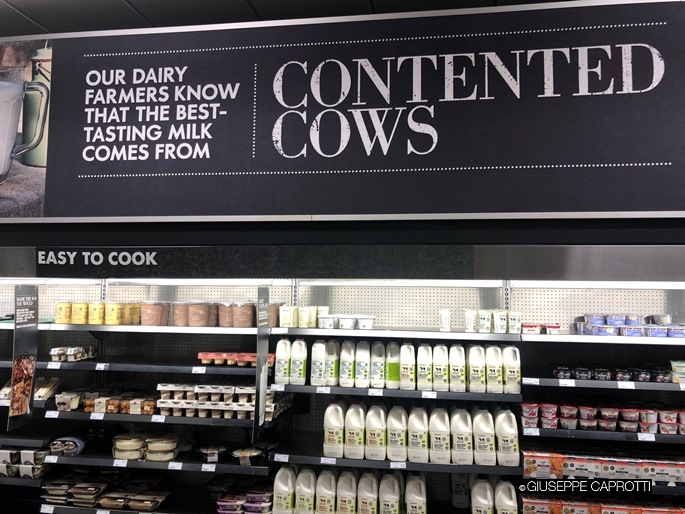 OUR DAIRY
FARMERS KNOW
THAT THE BEST-
TASTING MILK
COMES FROM
CONTENTED
COWS
EASY TO COOK
©GIUSEPPE CAPROTTI